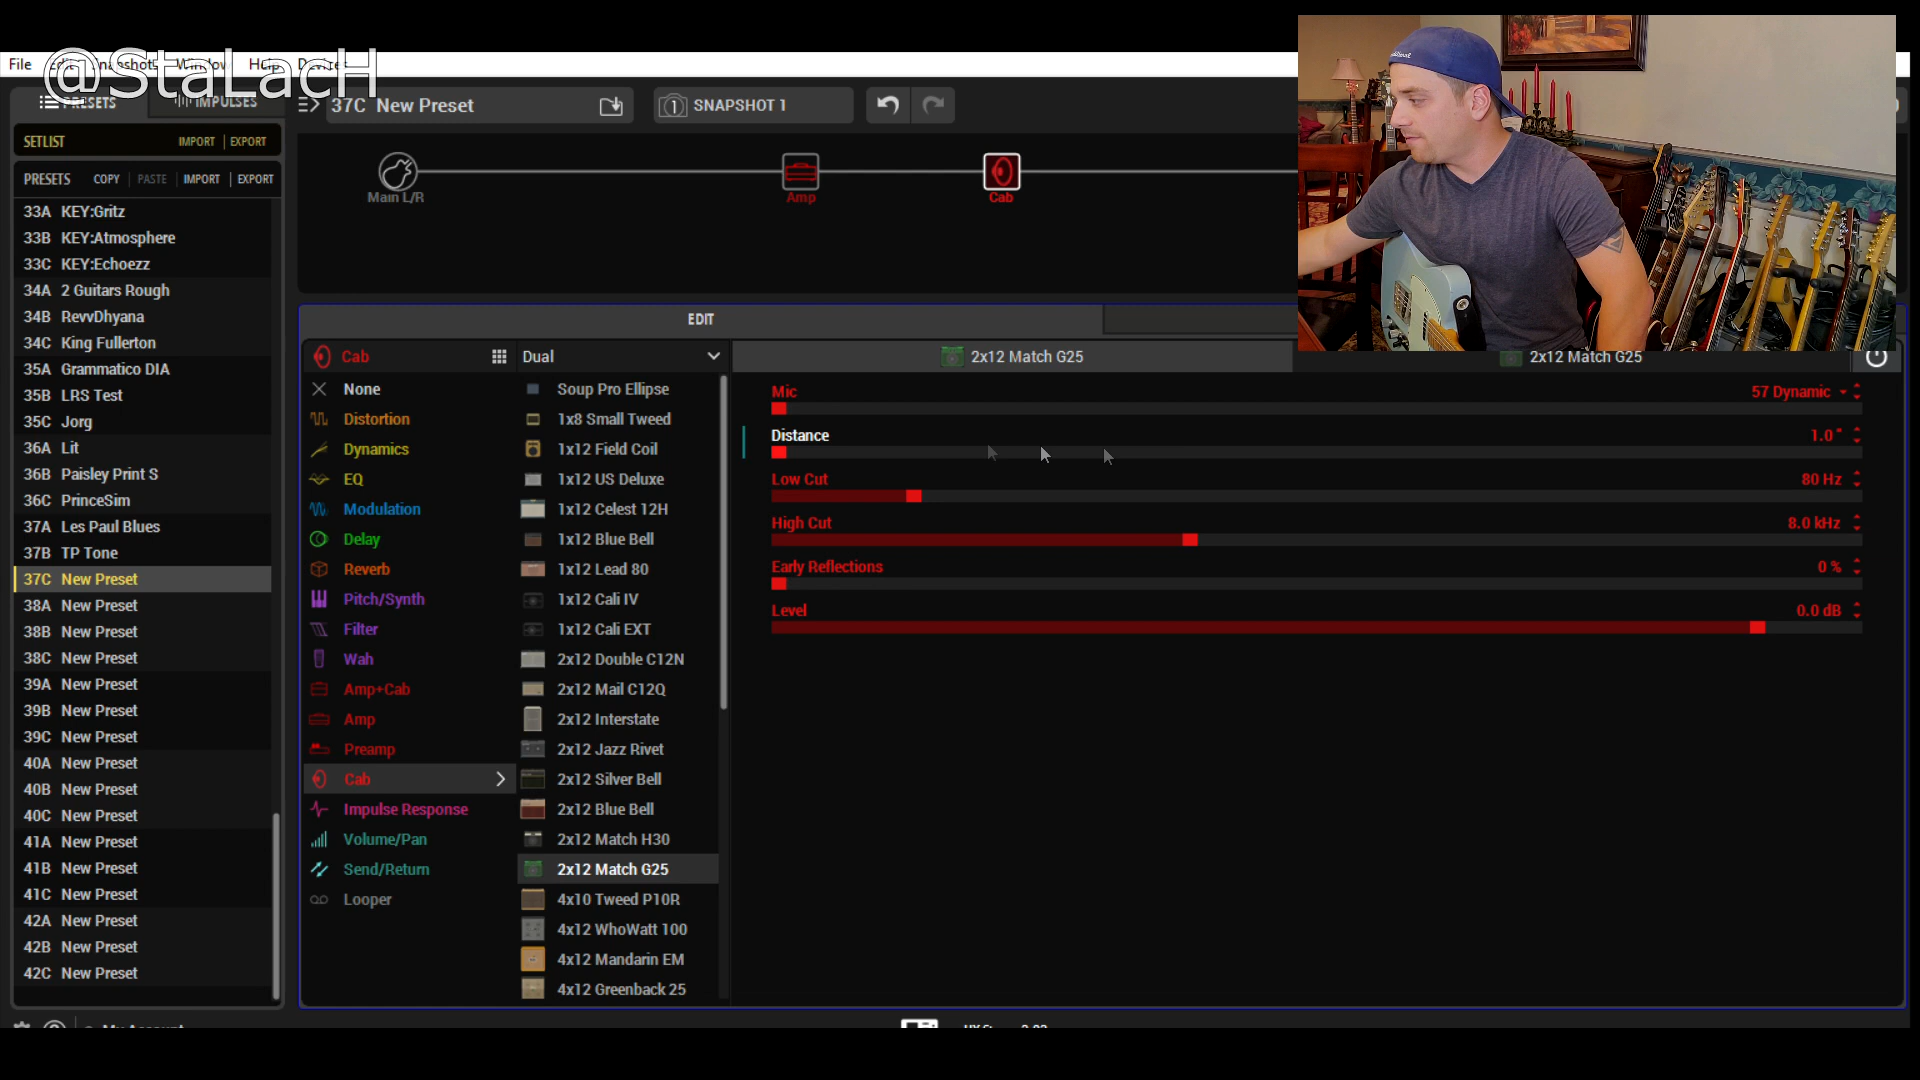 @StaLacH
File Edit Snapshots Window Help Device
PRESETS
IMPULSES
37C New Preset
1 SNAPSHOT 1
SETLIST IMPORT | EXPORT
PRESETS COPY | PASTE IMPORT | EXPORT
Main L/R
Amp
Cab
33A KEY:Gritz
33B KEY:Atmosphere
33C KEY:Echoezz
34A 2 Guitars Rough
34B RevvDhyana
34C King Fullerton
35A Grammatico DIA
35B LRS Test
35C Jorg
36A Lit
36B Paisley Print S
36C PrinceSim
37A Les Paul Blues
37B TP Tone
37C New Preset
38A New Preset
38B New Preset
38C New Preset
39A New Preset
39B New Preset
39C New Preset
40A New Preset
40B New Preset
40C New Preset
41A New Preset
41B New Preset
41C New Preset
42A New Preset
42B New Preset
42C New Preset
My Account
EDIT
Cab
Dual
None
Distortion
Dynamics
EQ
Modulation
Delay
Reverb
Pitch/Synth
Filter
Wah
Amp+Cab
Amp
Preamp
Cab
Impulse Response
Volume/Pan
Send/Return
Looper
Soup Pro Ellipse
1x8 Small Tweed
1x12 Field Coil
1x12 US Deluxe
1x12 Celest 12H
1x12 Blue Bell
1x12 Lead 80
1x12 Cali IV
1x12 Cali EXT
2x12 Double C12N
2x12 Mail C12Q
2x12 Interstate
2x12 Jazz Rivet
2x12 Silver Bell
2x12 Blue Bell
2x12 Match H30
2x12 Match G25
4x10 Tweed P10R
4x12 WhoWatt 100
4x12 Mandarin EM
4x12 Greenback 25
2x12 Match G25
2x12 Match G25
Mic 57 Dynamic
Distance 1.0"
Low Cut 80 Hz
High Cut 8.0 kHz
Early Reflections 0 %
Level 0.0 dB